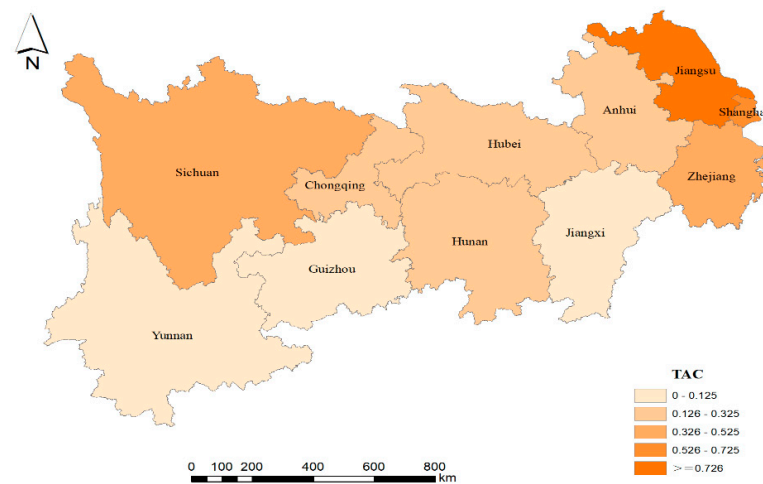 N
Jiangsu
Shangha
Anhui
Hubei
Zhejiang
Sichuan
Chongqing
Hunan
Jiangxi
Guizhou
Yunnan
TAC
0 - 0.125
0.126 - 0.325
0.326 - 0.525
0.526 - 0.725
>=0.726
0 100 200 400 600 800
km